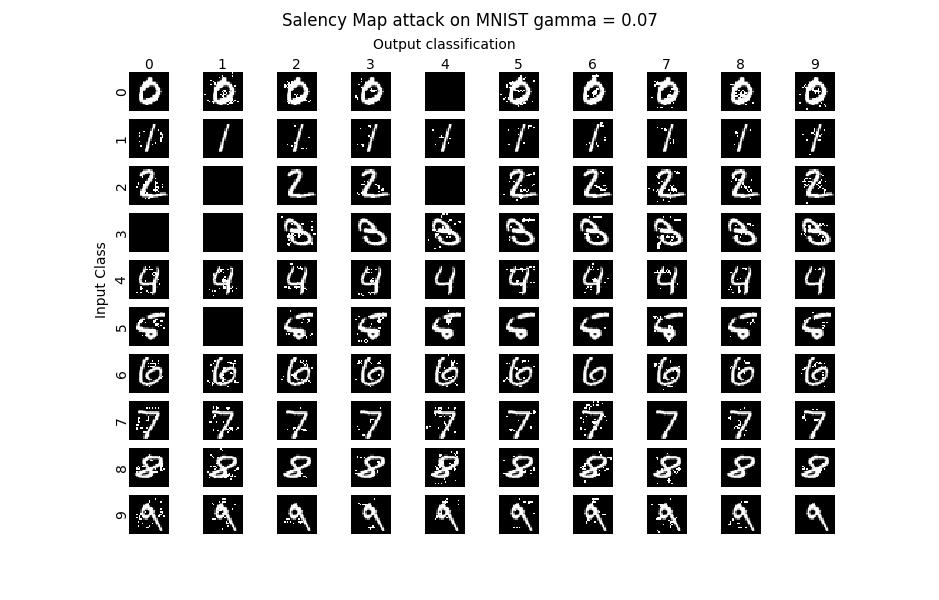 Salency Map attack on MNIST gamma = 0.07
Output classification
0 1 2 3 4 5 6 7 8 9
Input Class
0
1
2
3
4
5
6
7
8
9